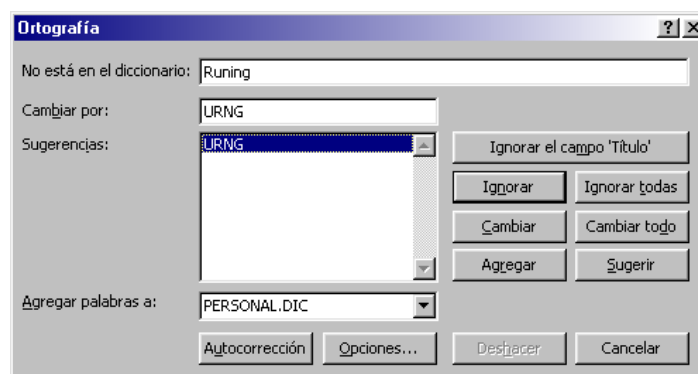 Ortografía
No está en el diccionario: Runing
Cambiar por: URNG
Sugerencias: URNG
Ignorar el campo 'Título'
Ignorar Ignorar todas
Cambiar Cambiar todo
Agregar Sugerir
Agregar palabras a: PERSONAL.DIC
Autocorrección Opciones... Deshacer Cancelar